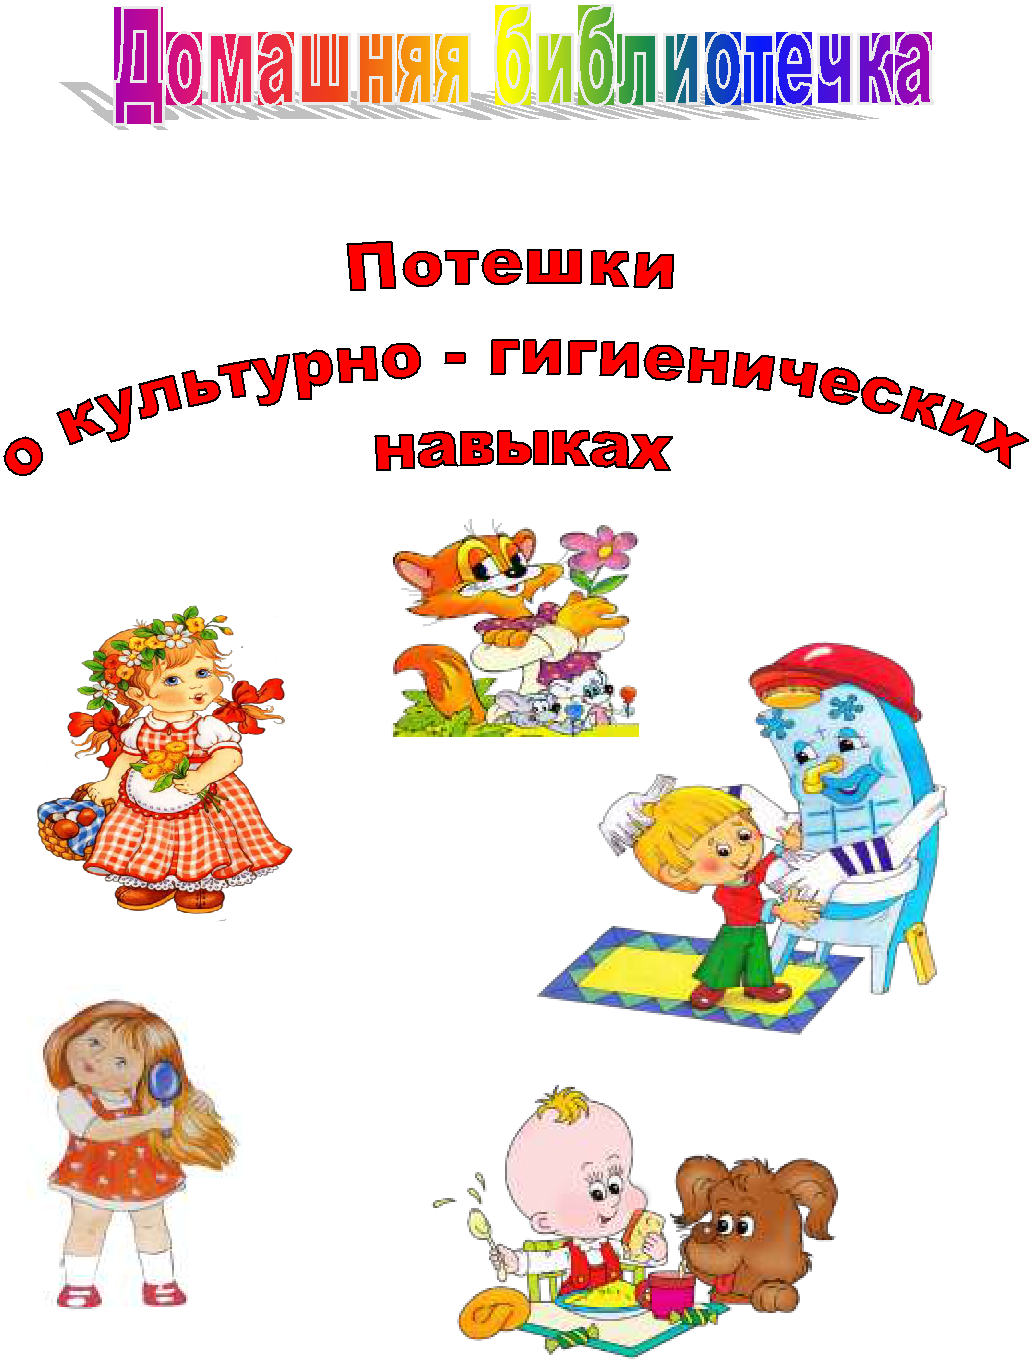 Домашняя библиотечка
Потешки
о культурно - гигиенических
навыках